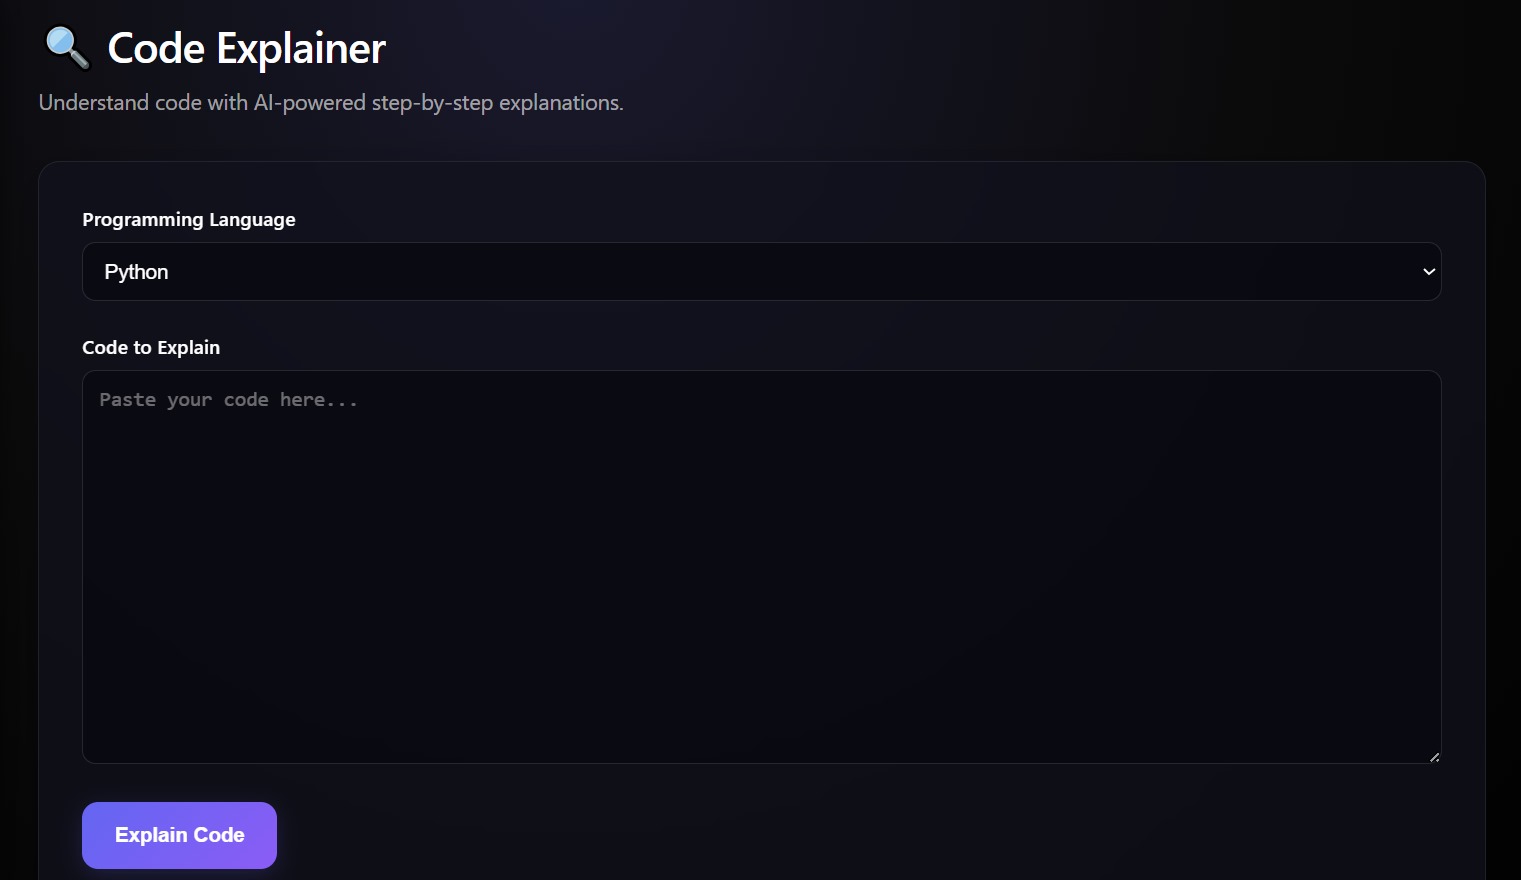 Code Explainer
Understand code with AI-powered step-by-step explanations.
Programming Language
Python
Code to Explain
Paste your code here...
Explain Code